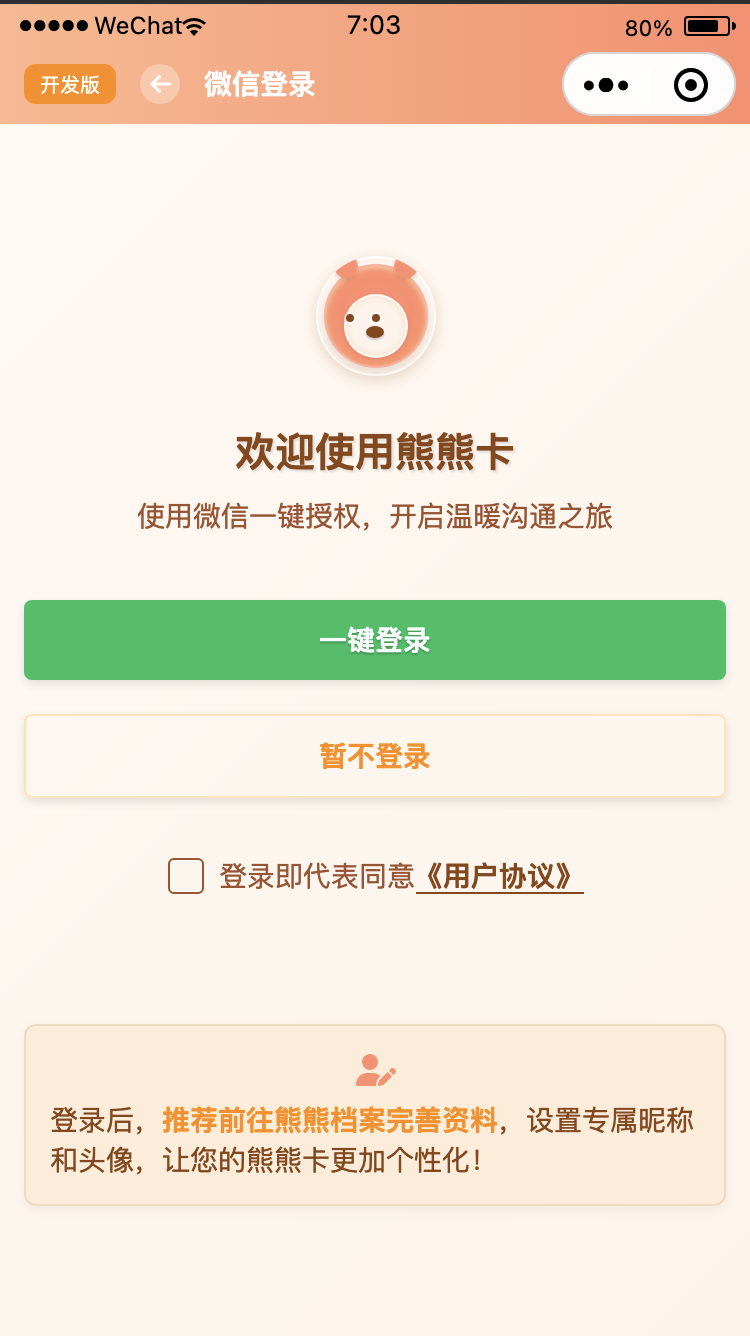 ●●●●● WeChat 7:03 80%
开发版 微信登录
欢迎使用熊熊卡
使用微信一键授权，开启温暖沟通之旅
一键登录
暂不登录
登录即代表同意《用户协议》
登录后，推荐前往熊熊档案完善资料，设置专属昵称
和头像，让您的熊熊卡更加个性化！